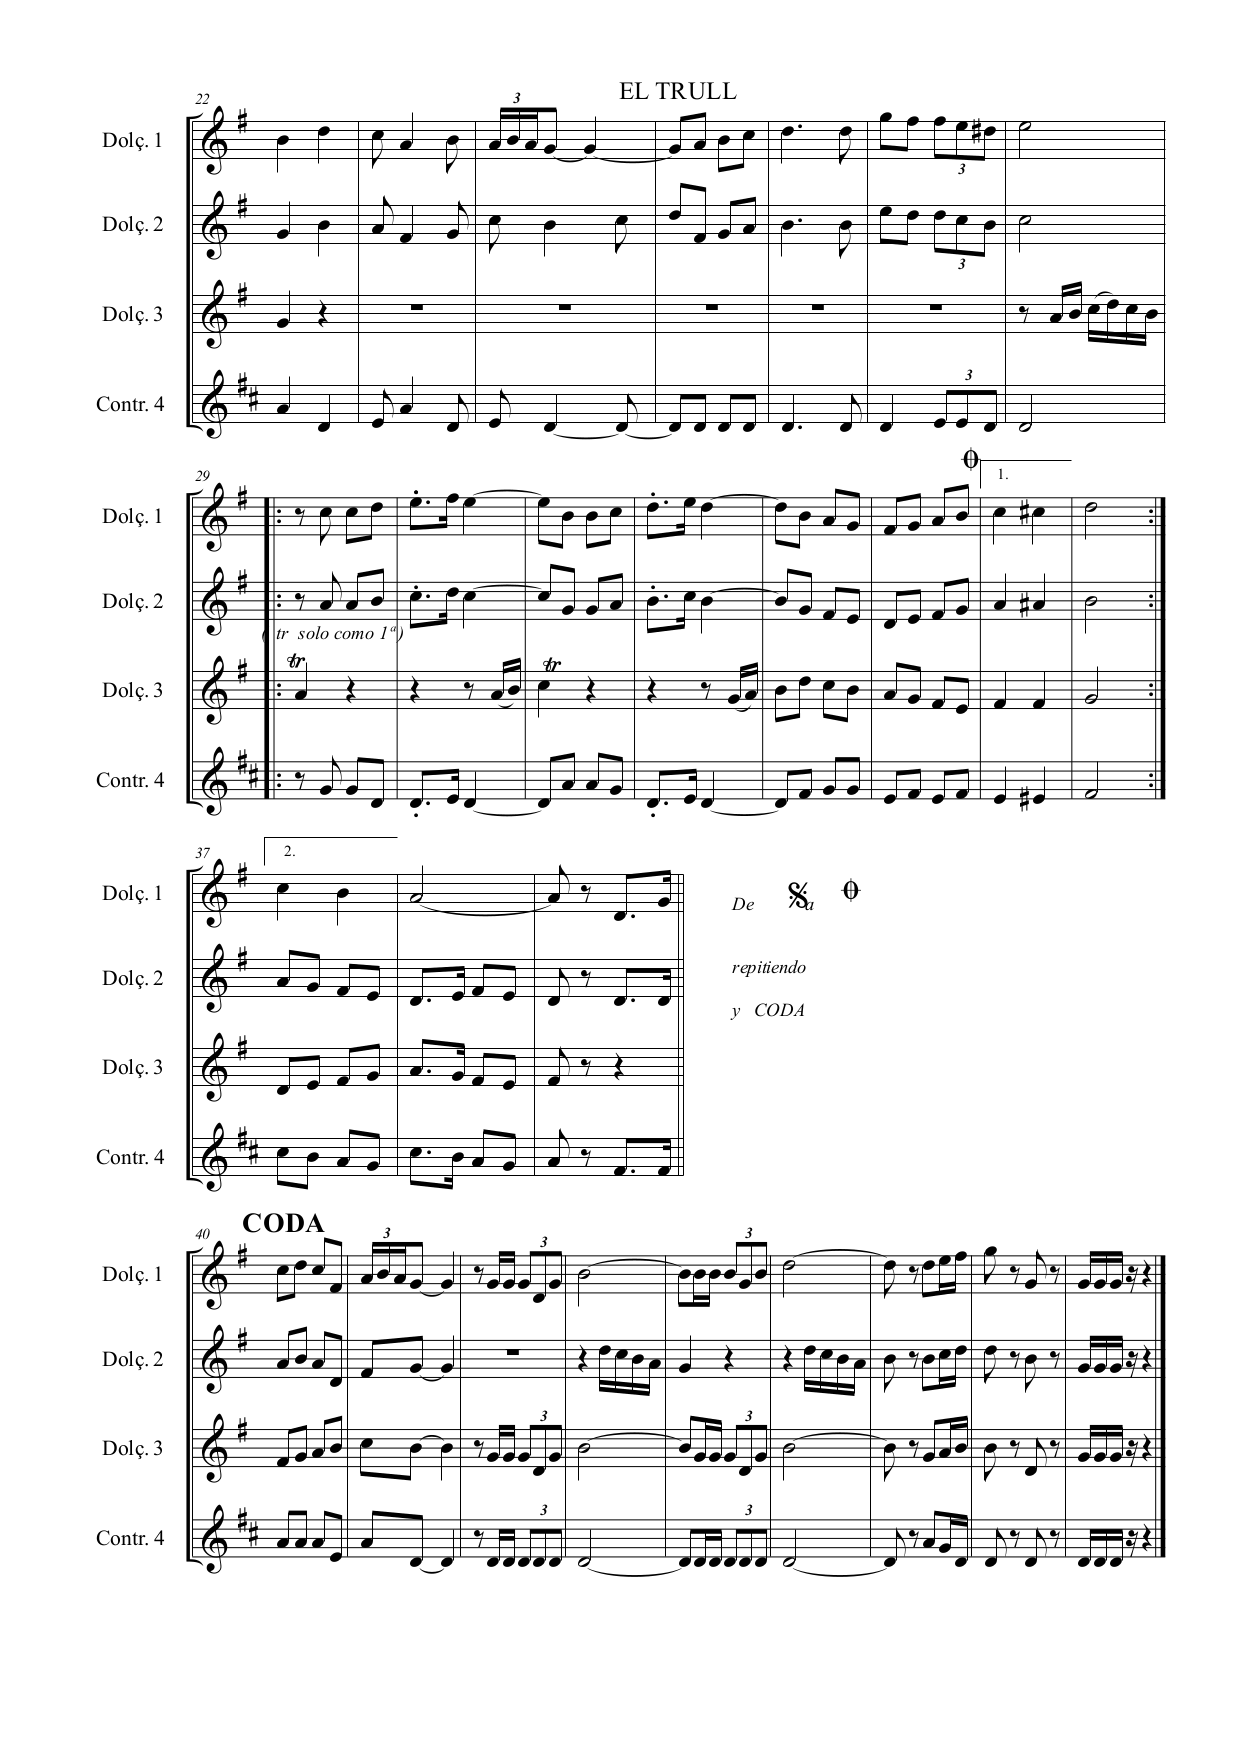 EL TRULL
22
Dolç. 1
3
3
Dolç. 2
3
Dolç. 3
Contr. 4
3
29
1.
Dolç. 1
Dolç. 2
( tr solo como 1ª)
tr
tr
Dolç. 3
Contr. 4
37
2.
Dolç. 1
De a
Dolç. 2
repitiendo
y CODA
Dolç. 3
Contr. 4
CODA
40
3
3
3
Dolç. 1
Dolç. 2
3
3
Dolç. 3
3
3
Contr. 4